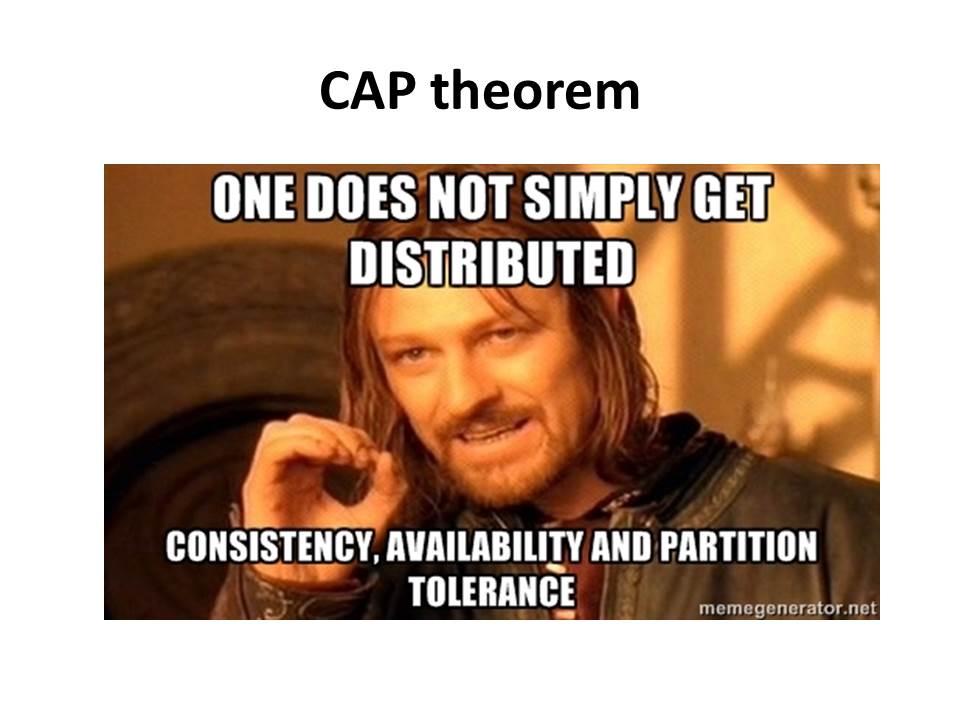 CAP theorem
ONE DOES NOT SIMPLY GET
DISTRIBUTED
CONSISTENCY, AVAILABILITY AND PARTITION
TOLERANCE
memegenerator.net